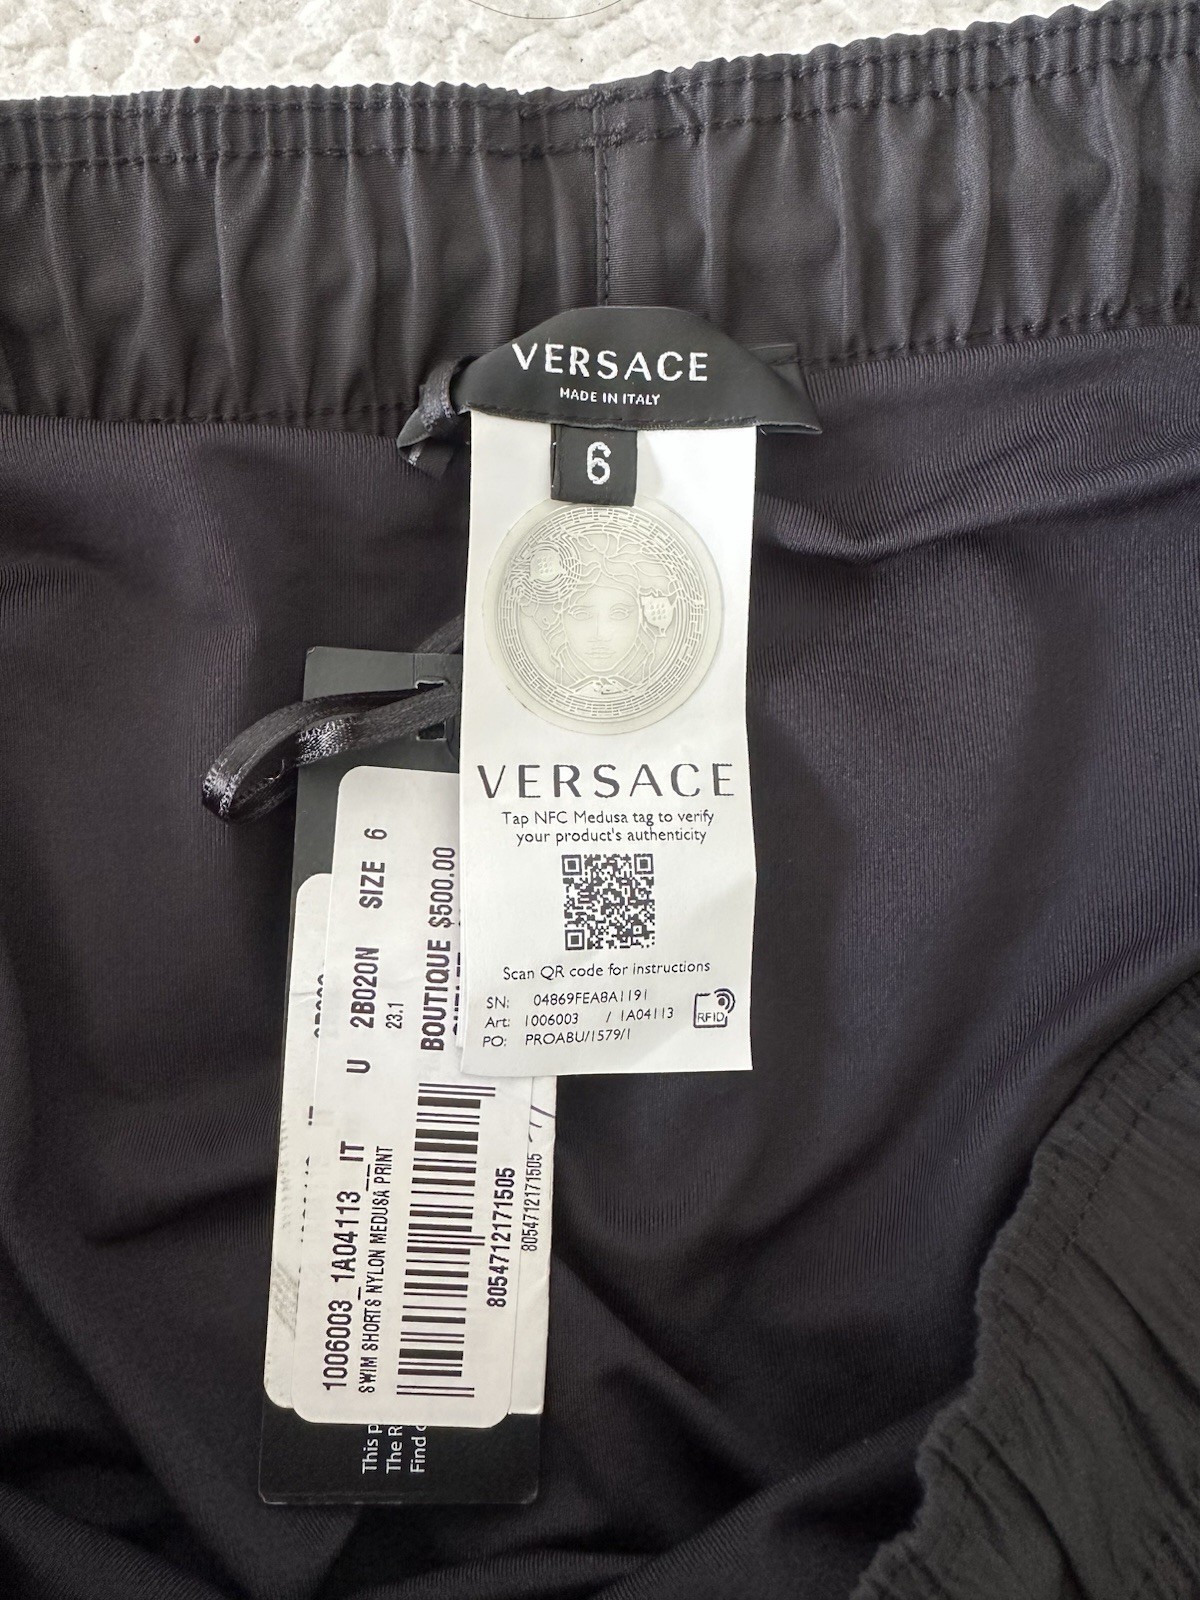 VERSACE
MADE IN ITALY
6
VERSACE
Tap NFC Medusa tag to verify
your product's authenticity
Scan QR code for instructions
SN: 04869FEA8A1191
Art: 1006003 / 1A04113
PO: PROABU/1579/1
RFID
1006003_1A04113__IT U 2B020N SIZE 6
SWIM SHORTS NYLON MEDUSA PRINT 23.1
BOUTIQUE $500.00
8054712171505
8054712171505
This
The
Find